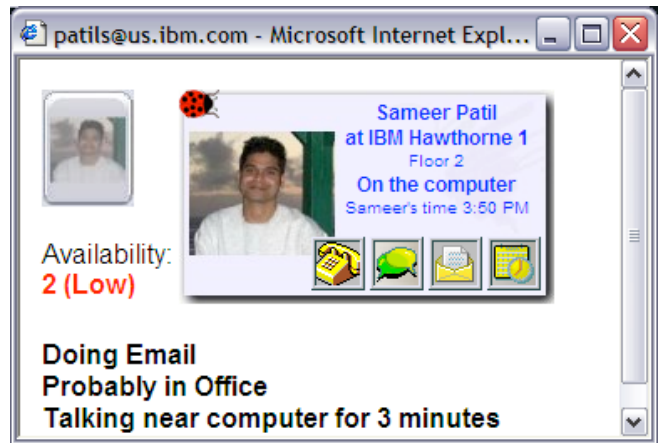 patils@us.ibm.com - Microsoft Internet Expl...
Sameer Patil
at IBM Hawthorne 1
Floor 2
On the computer
Sameer's time 3:50 PM
Availability:
2 (Low)
Doing Email
Probably in Office
Talking near computer for 3 minutes